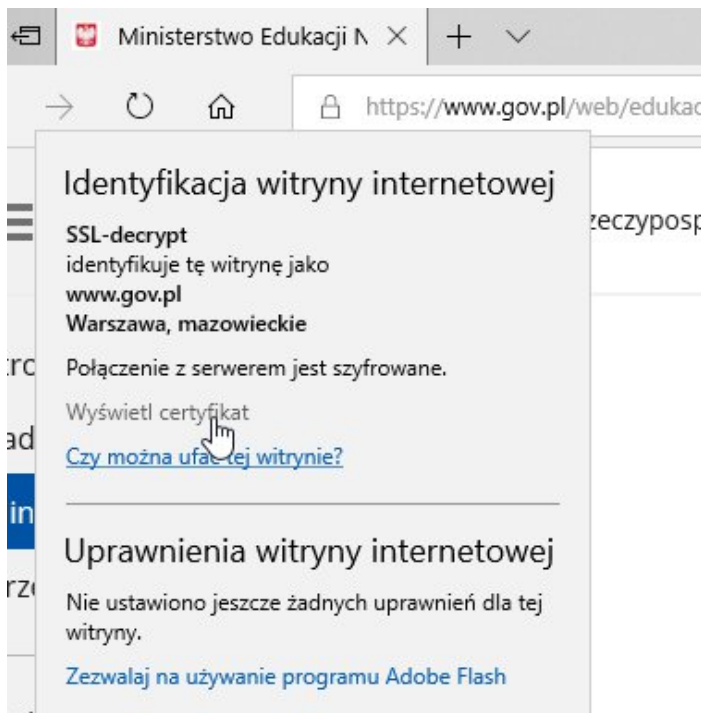 Ministerstwo Edukacji N
https://www.gov.pl/web/edukac
Identyfikacja witryny internetowej
zeczyposp
SSL-decrypt
identyfikuje tę witrynę jako
www.gov.pl
Warszawa, mazowieckie
Połączenie z serwerem jest szyfrowane.
Wyświetl certyfikat
Czy można ufać tej witrynie?
Uprawnienia witryny internetowej
Nie ustawiono jeszcze żadnych uprawnień dla tej
witryny.
Zezwalaj na używanie programu Adobe Flash